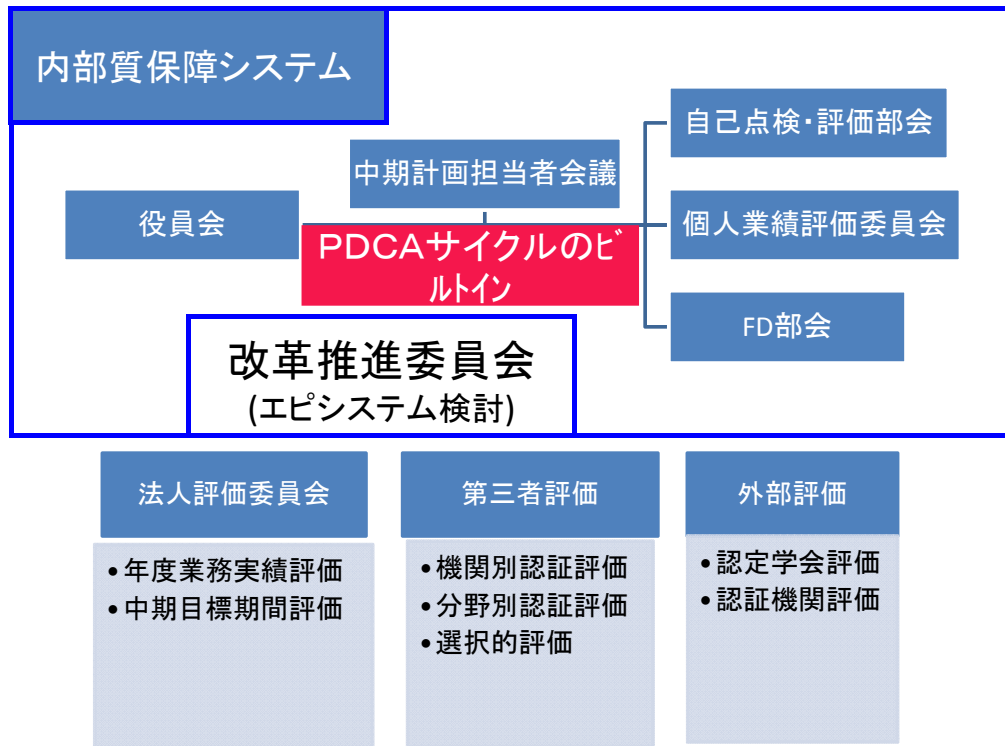 内部質保障システム
自己点検・評価部会
中期計画担当者会議
役員会
個人業績評価委員会
PDCAサイクルのビ
ルトイン
FD部会
改革推進委員会
(エピシステム検討)
法人評価委員会
•年度業務実績評価
•中期目標期間評価
第三者評価
•機関別認証評価
•分野別認証評価
•選択的評価
外部評価
•認定学会評価
•認証機関評価